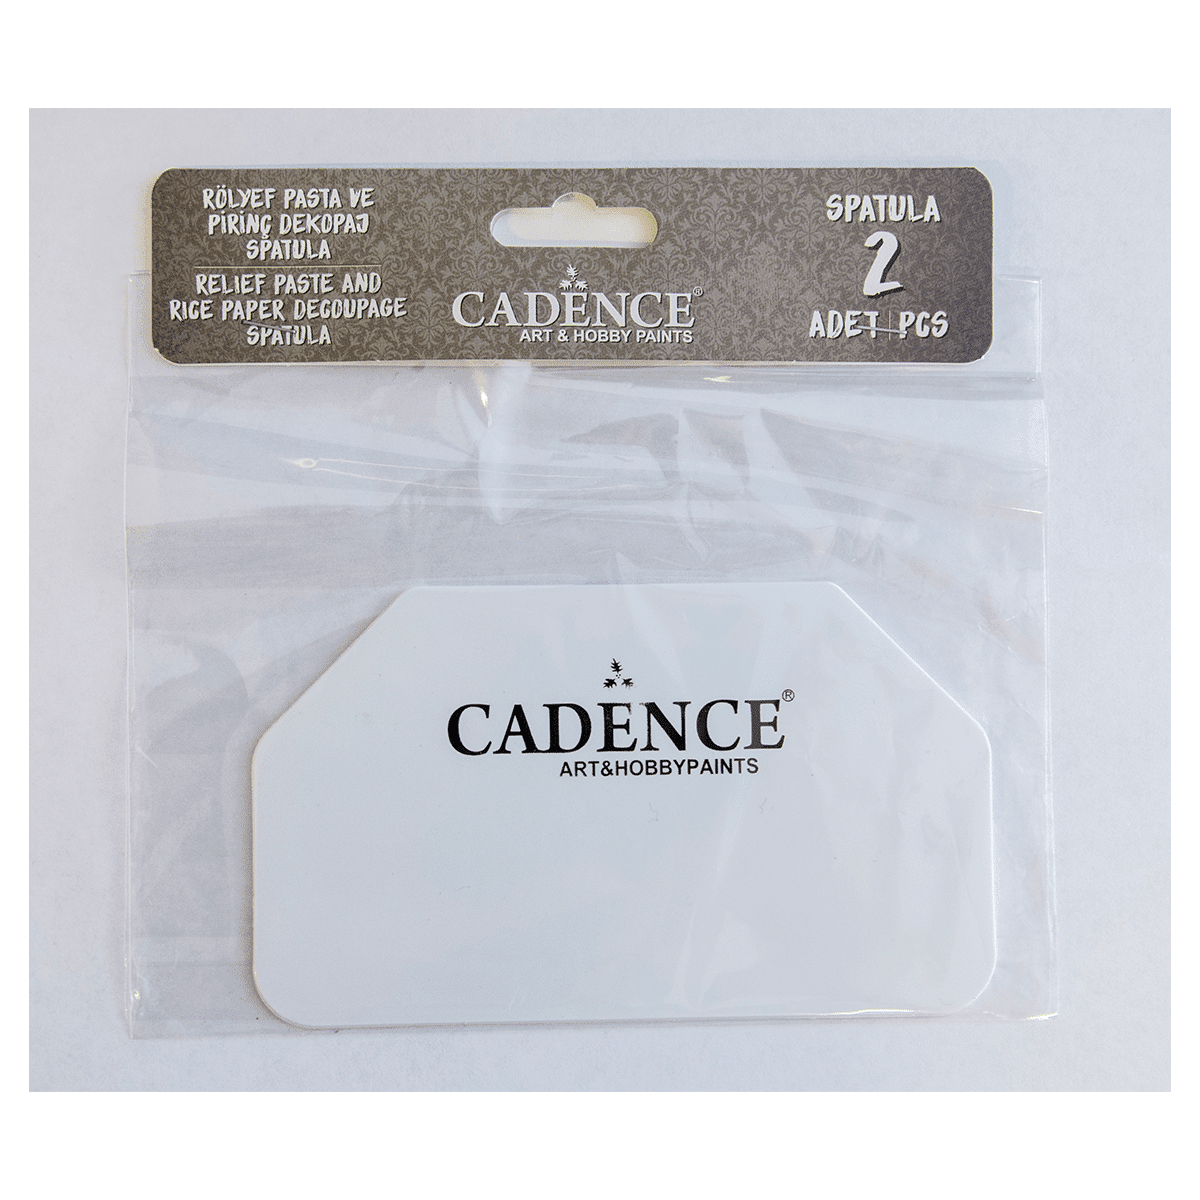 RÖLYEF PASTA VE
PİRİNÇ DEKOPAJ
SPATULA
RELIEF PASTE AND
RICE PAPER DECOUPAGE
SPATULA
CADENCE®
ART & HOBBY PAINTS
SPATULA
2
ADET | PCS
CADENCE®
ART&HOBBYPAINTS